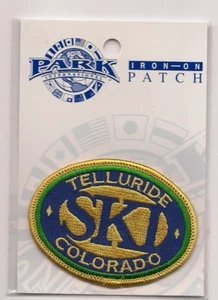 PARK
INTERNATIONAL
IRON-ON
PATCH
TELLURIDE
SKI
COLORADO